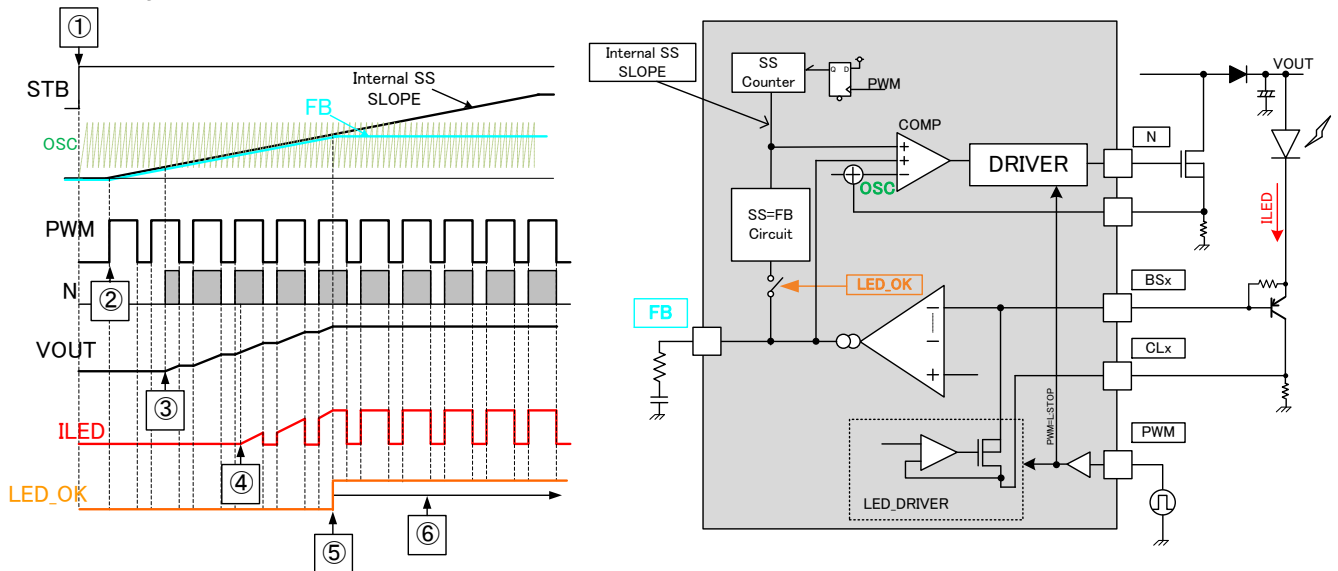 ①
STB
Internal SS
SLOPE
FB
OSC
PWM
②
N
VOUT
③
ILED
④
LED_OK
⑤
⑥
Internal SS
SLOPE
SS
Counter
Q D
PWM
COMP
OSC
DRIVER
N
VOUT
ILED
SS=FB
Circuit
LED_OK
FB
BSx
CLx
PWM
PWM=L:STOP
LED_DRIVER